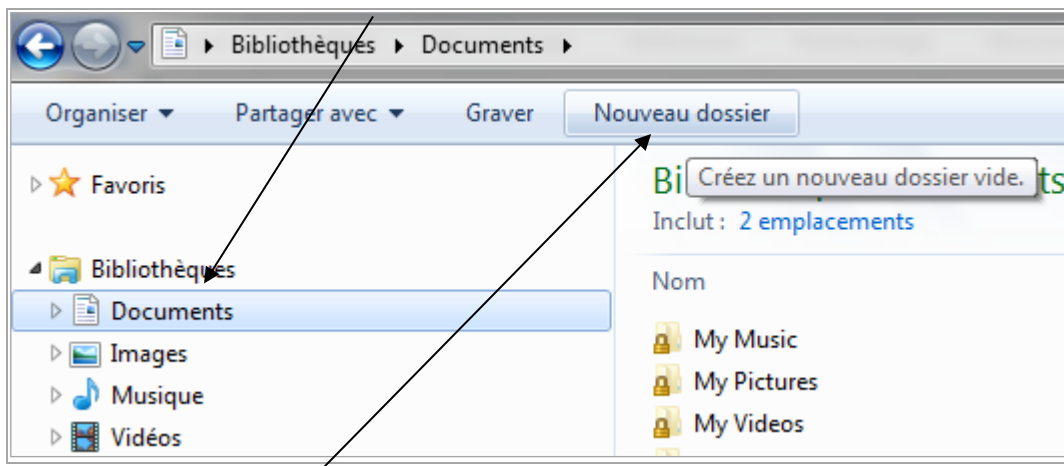 Bibliothèques Documents
Organiser Partager avec Graver Nouveau dossier
Créez un nouveau dossier vide.
Favoris
Bibliothèques
Documents
Images
Musique
Vidéos
Inclut : 2 emplacements
Nom
My Music
My Pictures
My Videos